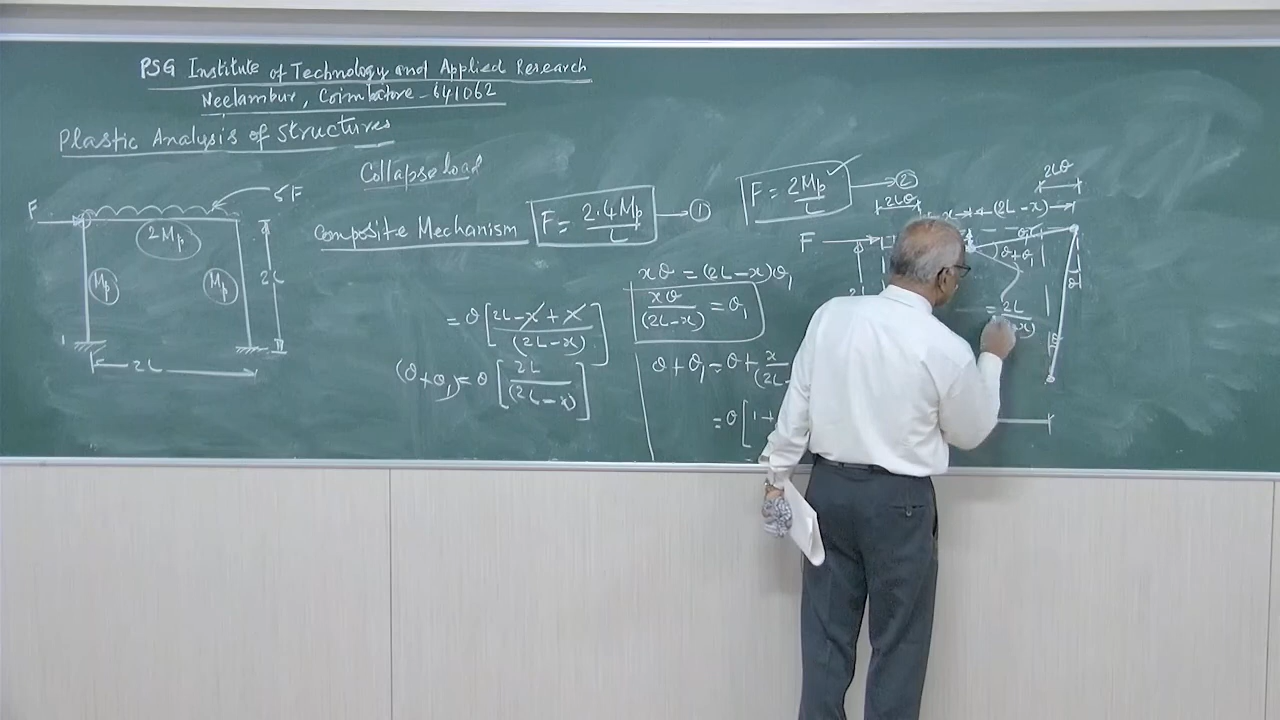 PSG Institute of Technology and Applied Research
Neelambur, Coimbatore - 641062
Plastic Analysis of Structures
Collapse load
F
5F
2Mp
Mp
Mp
2L
1
2L
Composite Mechanism
F = 2.4Mp/L → ①
F = 2Mp/L ✓ → ②
xθ = (2L-x)θ₁
xθ/(2L-x) = θ₁
θ + θ₁ = θ + x/(2L-
= θ[1+
= θ[2L-x+x/(2L-x)]
(θ+θ₁) = θ[2L/(2L-x)]
2Lθ
2Lθ
x
(2L-x)
F
θ₁
θ+θ₁
θ
= 2L
θ